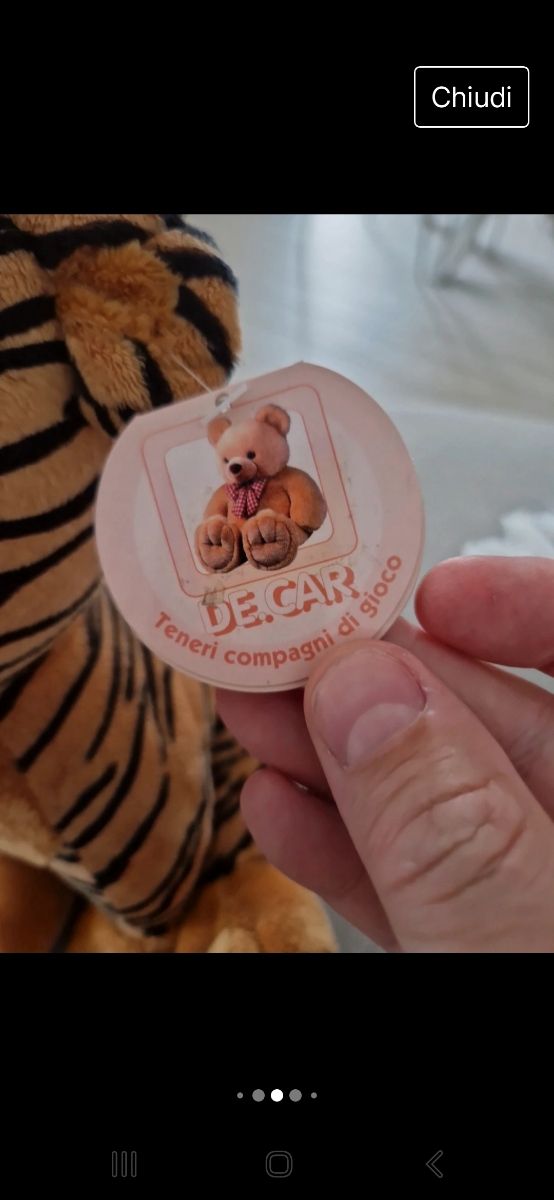 Chiudi
DE.CAR
Teneri compagni di gioco